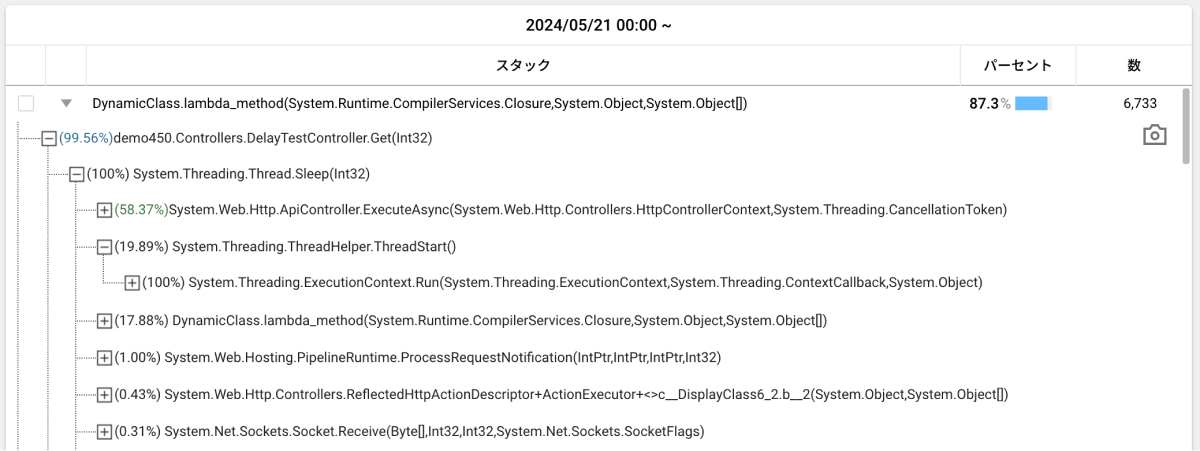 2024/05/21 00:00 ~
スタック パーセント 数
DynamicClass.lambda_method(System.Runtime.CompilerServices.Closure,System.Object,System.Object[]) 87.3% 6,733
(99.56%)demo450.Controllers.DelayTestController.Get(Int32)
(100%) System.Threading.Thread.Sleep(Int32)
(58.37%)System.Web.Http.ApiController.ExecuteAsync(System.Web.Http.Controllers.HttpControllerContext,System.Threading.CancellationToken)
(19.89%) System.Threading.ThreadHelper.ThreadStart()
(100%) System.Threading.ExecutionContext.Run(System.Threading.ExecutionContext,System.Threading.ContextCallback,System.Object)
(17.88%) DynamicClass.lambda_method(System.Runtime.CompilerServices.Closure,System.Object,System.Object[])
(1.00%) System.Web.Hosting.PipelineRuntime.ProcessRequestNotification(IntPtr,IntPtr,IntPtr,Int32)
(0.43%) System.Web.Http.Controllers.ReflectedHttpActionDescriptor+ActionExecutor+<>c__DisplayClass6_2.b__2(System.Object,System.Object[])
(0.31%) System.Net.Sockets.Socket.Receive(Byte[],Int32,Int32,System.Net.Sockets.SocketFlags)